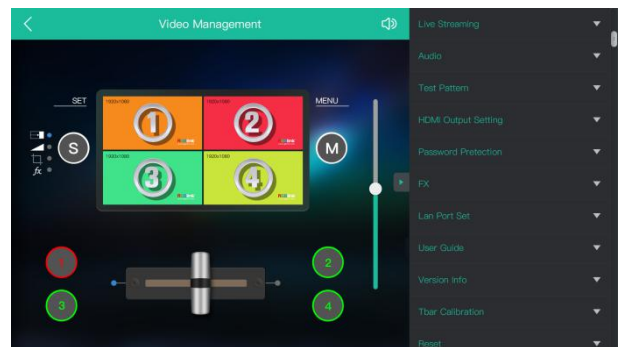 Video Management
SET
MENU
1920x1080
1920x1080
1
2
1920x1080
1920x1080
3
4
S
M
fx
1
2
3
4
Live Streaming
Audio
Test Pattern
HDMI Output Setting
Password Pretection
FX
Lan Port Set
User Guide
Version Info
Tbar Calibration
Reset